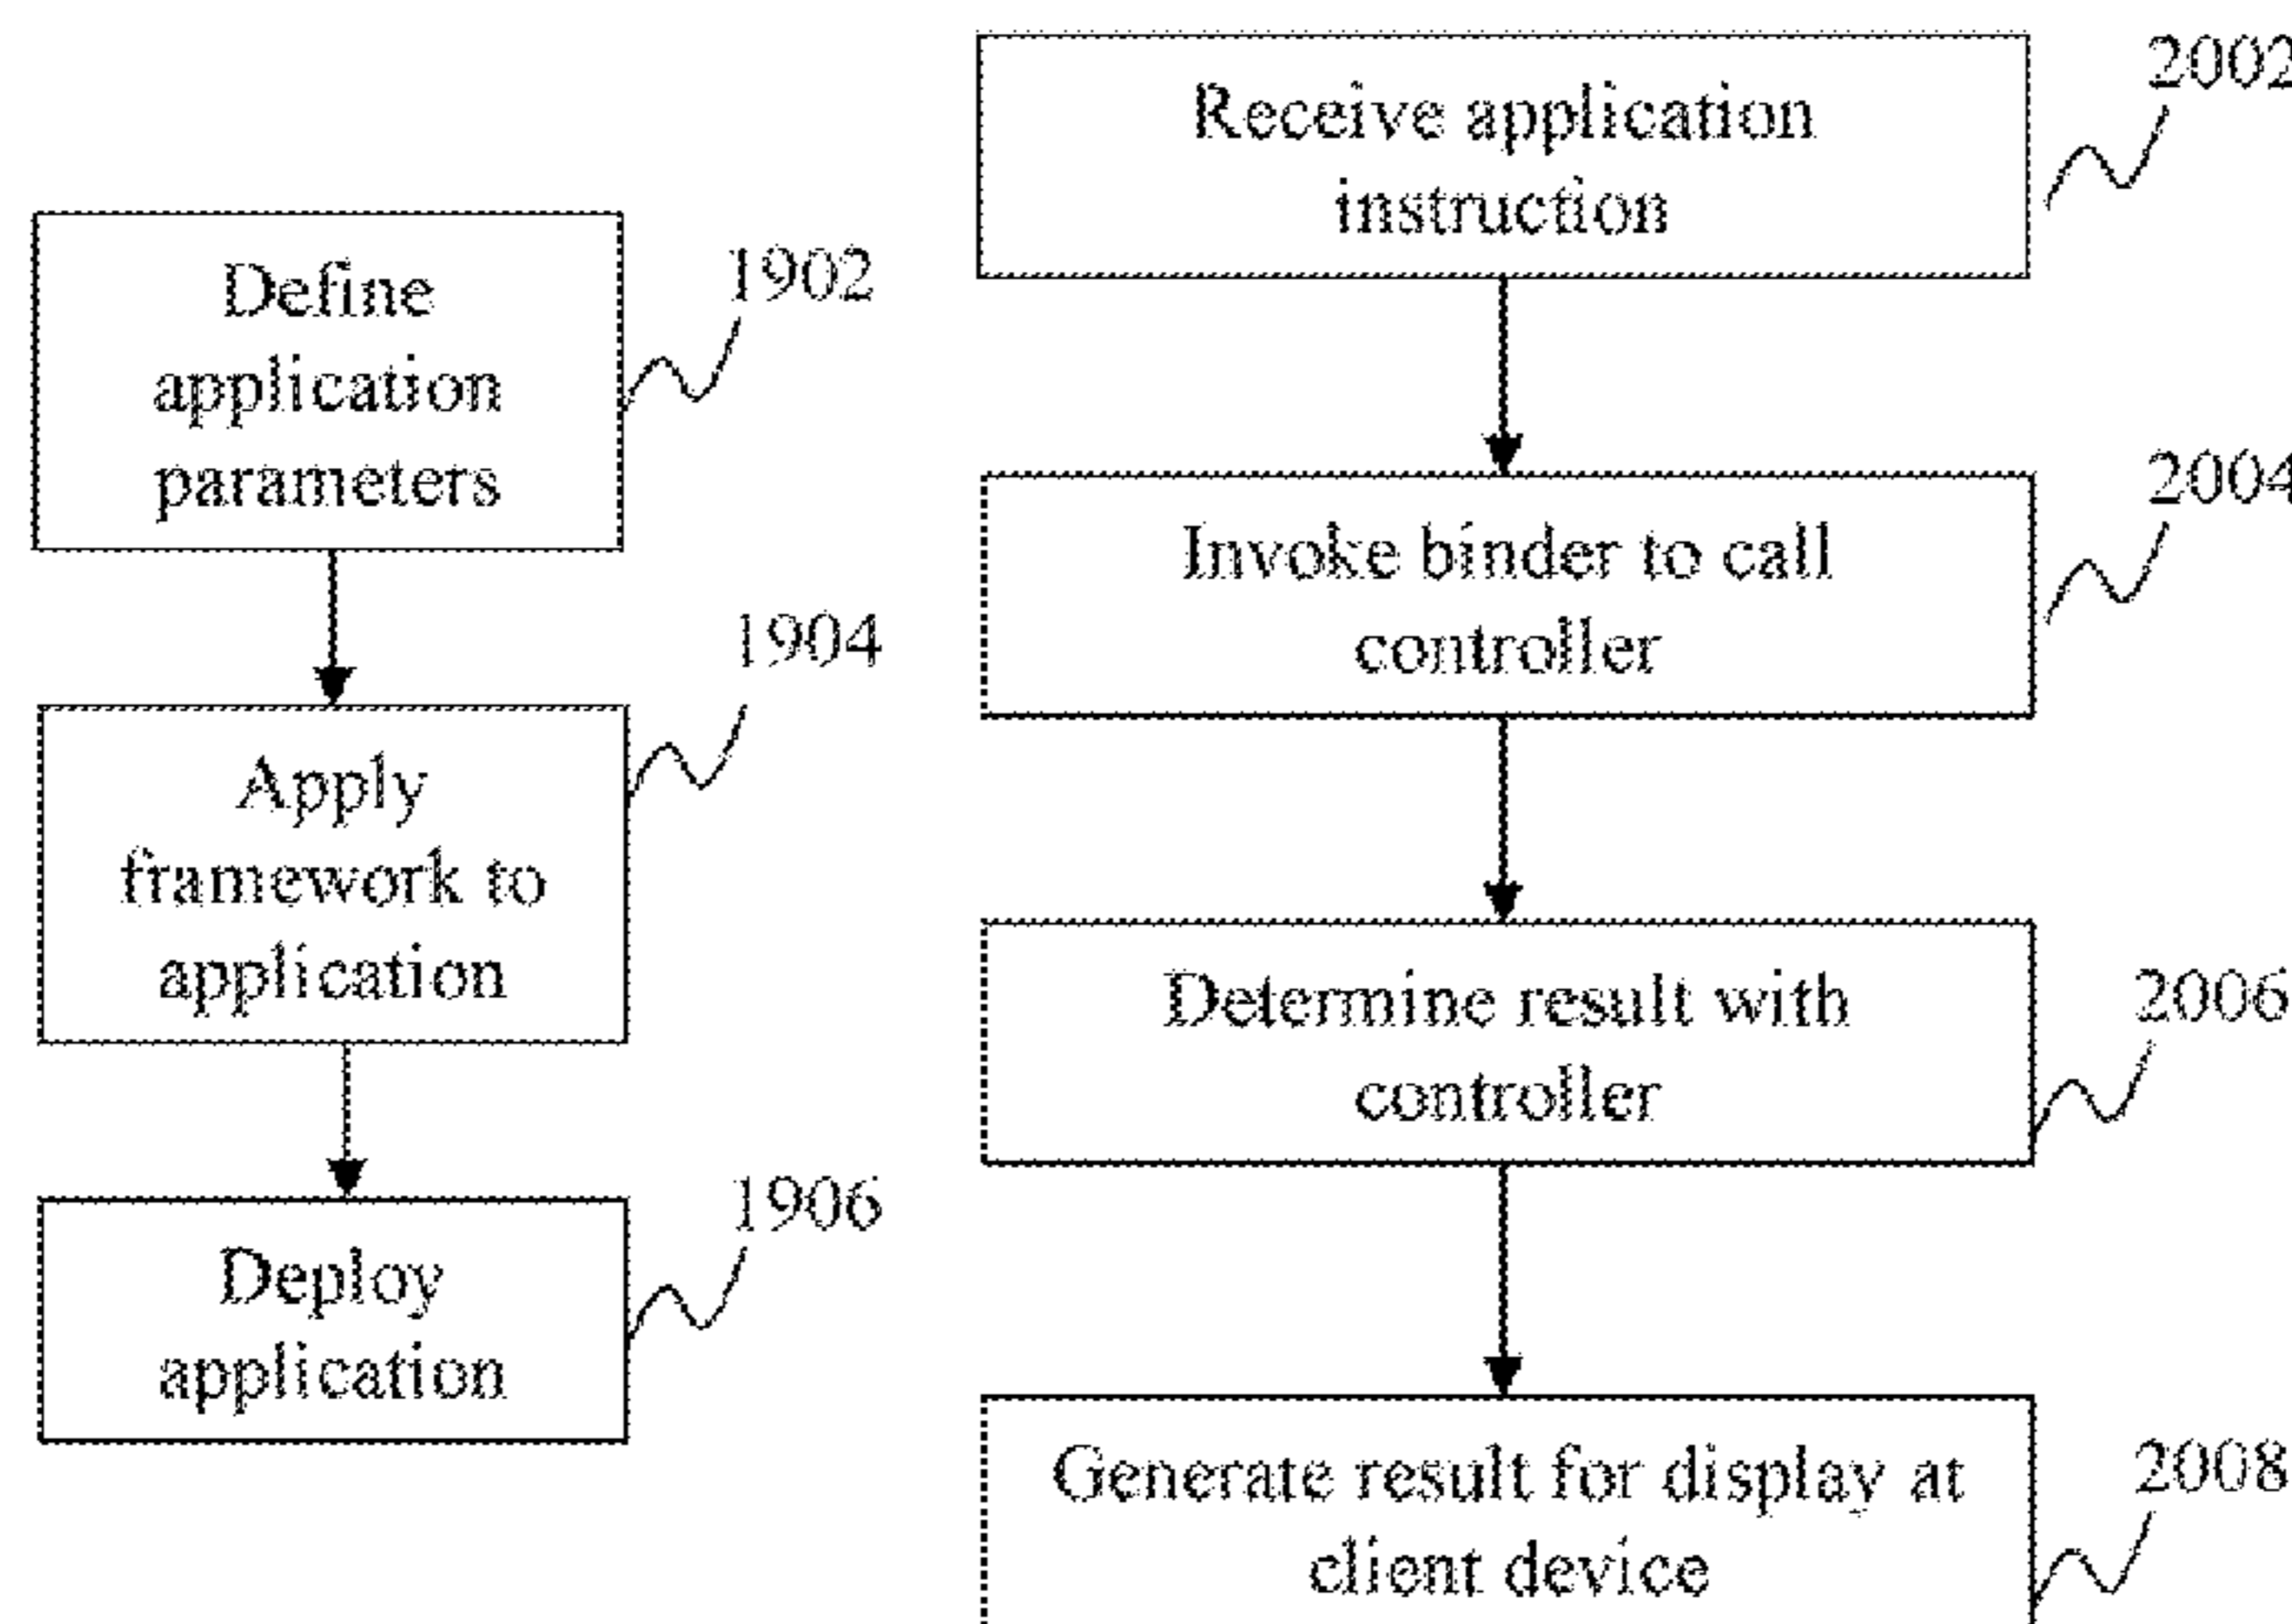 Define
application
parameters
1902
Apply
framework to
application
1904
Deploy
application
1906
Receive application
instruction
2002
Invoke binder to call
controller
2004
Determine result with
controller
2006
Generate result for display at
client device
2008